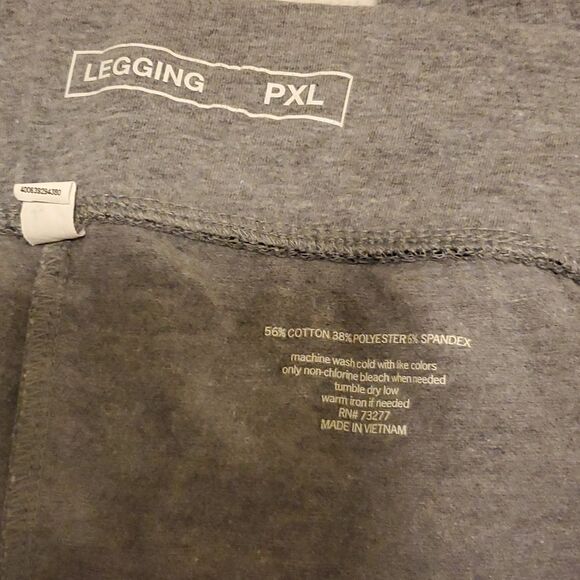 LEGGING PXL
400639294380
56% COTTON 38% POLYESTER 6% SPANDEX
machine wash cold with like colors
only non-chlorine bleach when needed
tumble dry low
warm iron if needed
RN# 73277
MADE IN VIETNAM